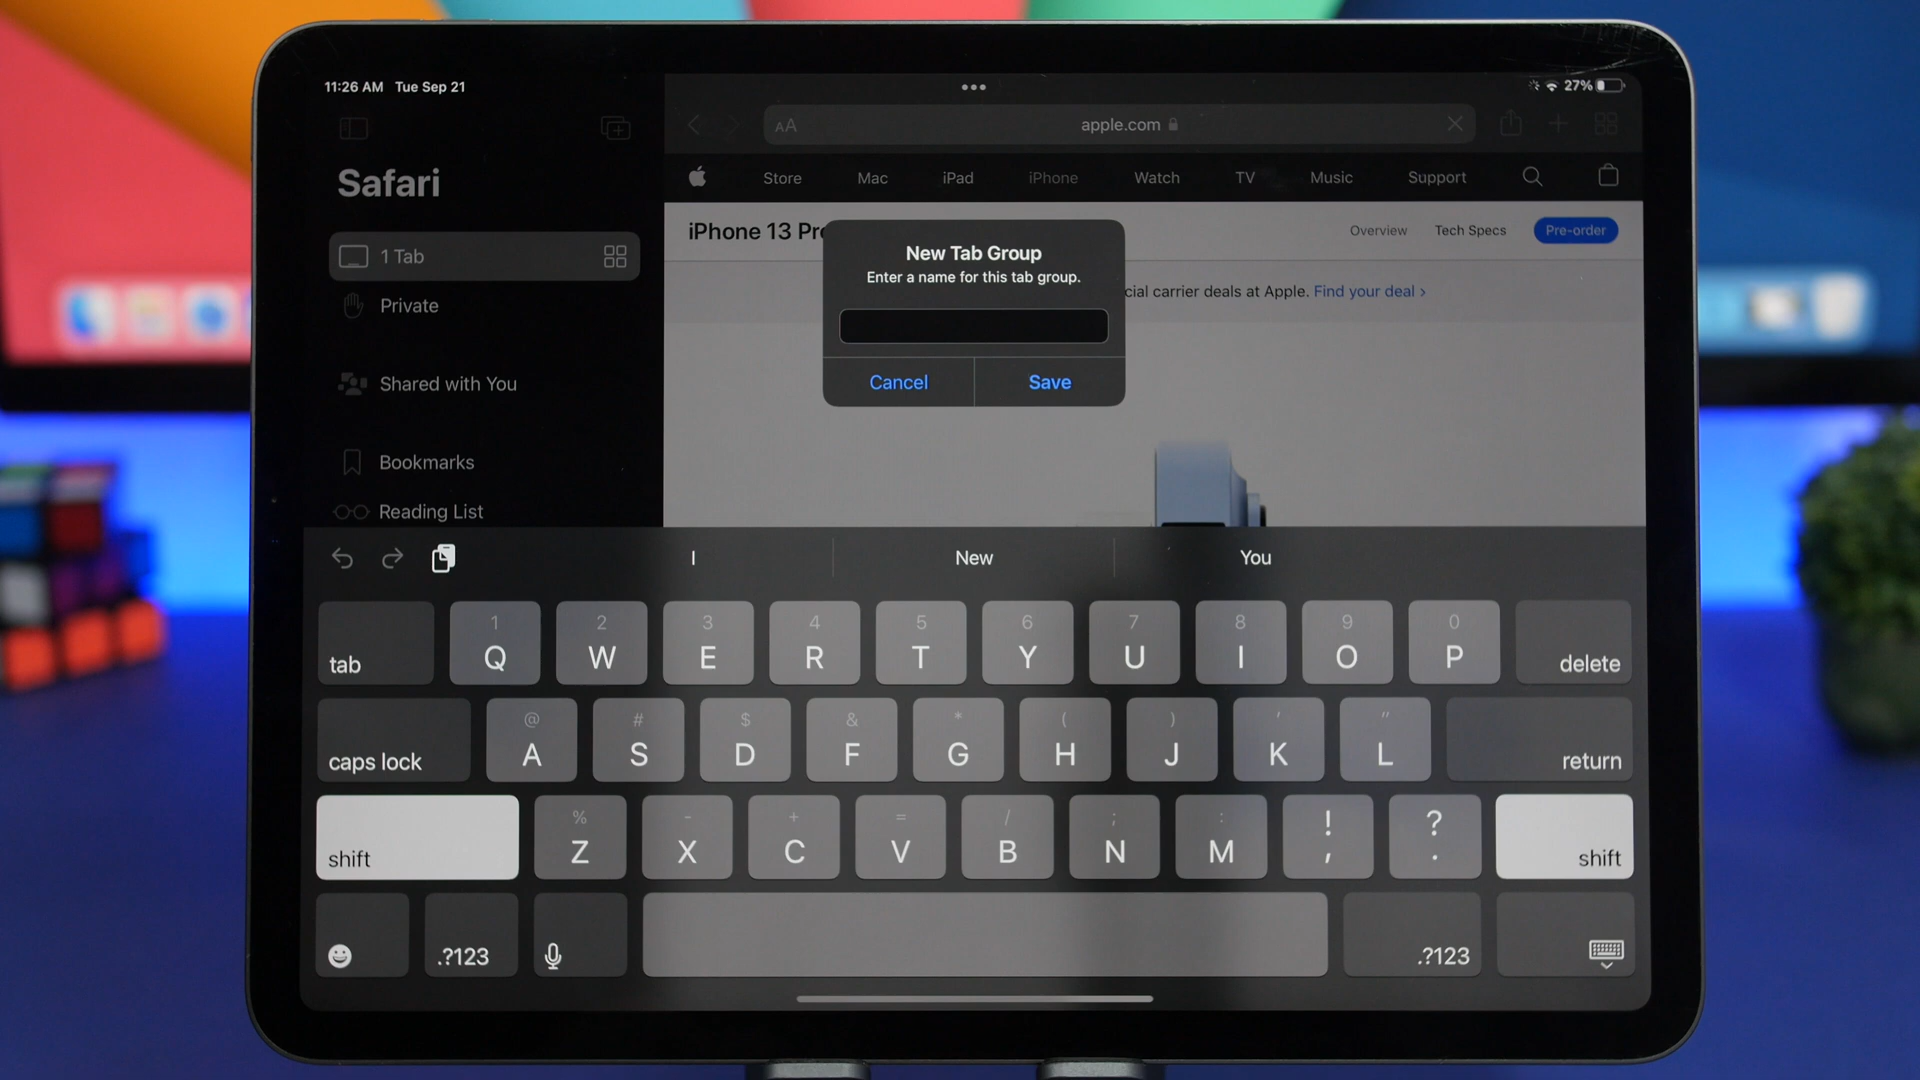 11:26 AM Tue Sep 21
27%
AA apple.com
Safari
Store Mac iPad iPhone Watch TV Music Support
iPhone 13 Pro
Overview Tech Specs Pre-order
1 Tab
Private
Shared with You
Bookmarks
Reading List
New Tab Group
Enter a name for this tab group.
Cancel Save
cial carrier deals at Apple. Find your deal >
I New You
1 2 3 4 5 6 7 8 9 0
tab Q W E R T Y U I O P delete
@ # $ & * ( ) ' "
caps lock A S D F G H J K L return
% - + = / ; : ! ?
shift Z X C V B N M , . shift
.?123 .?123